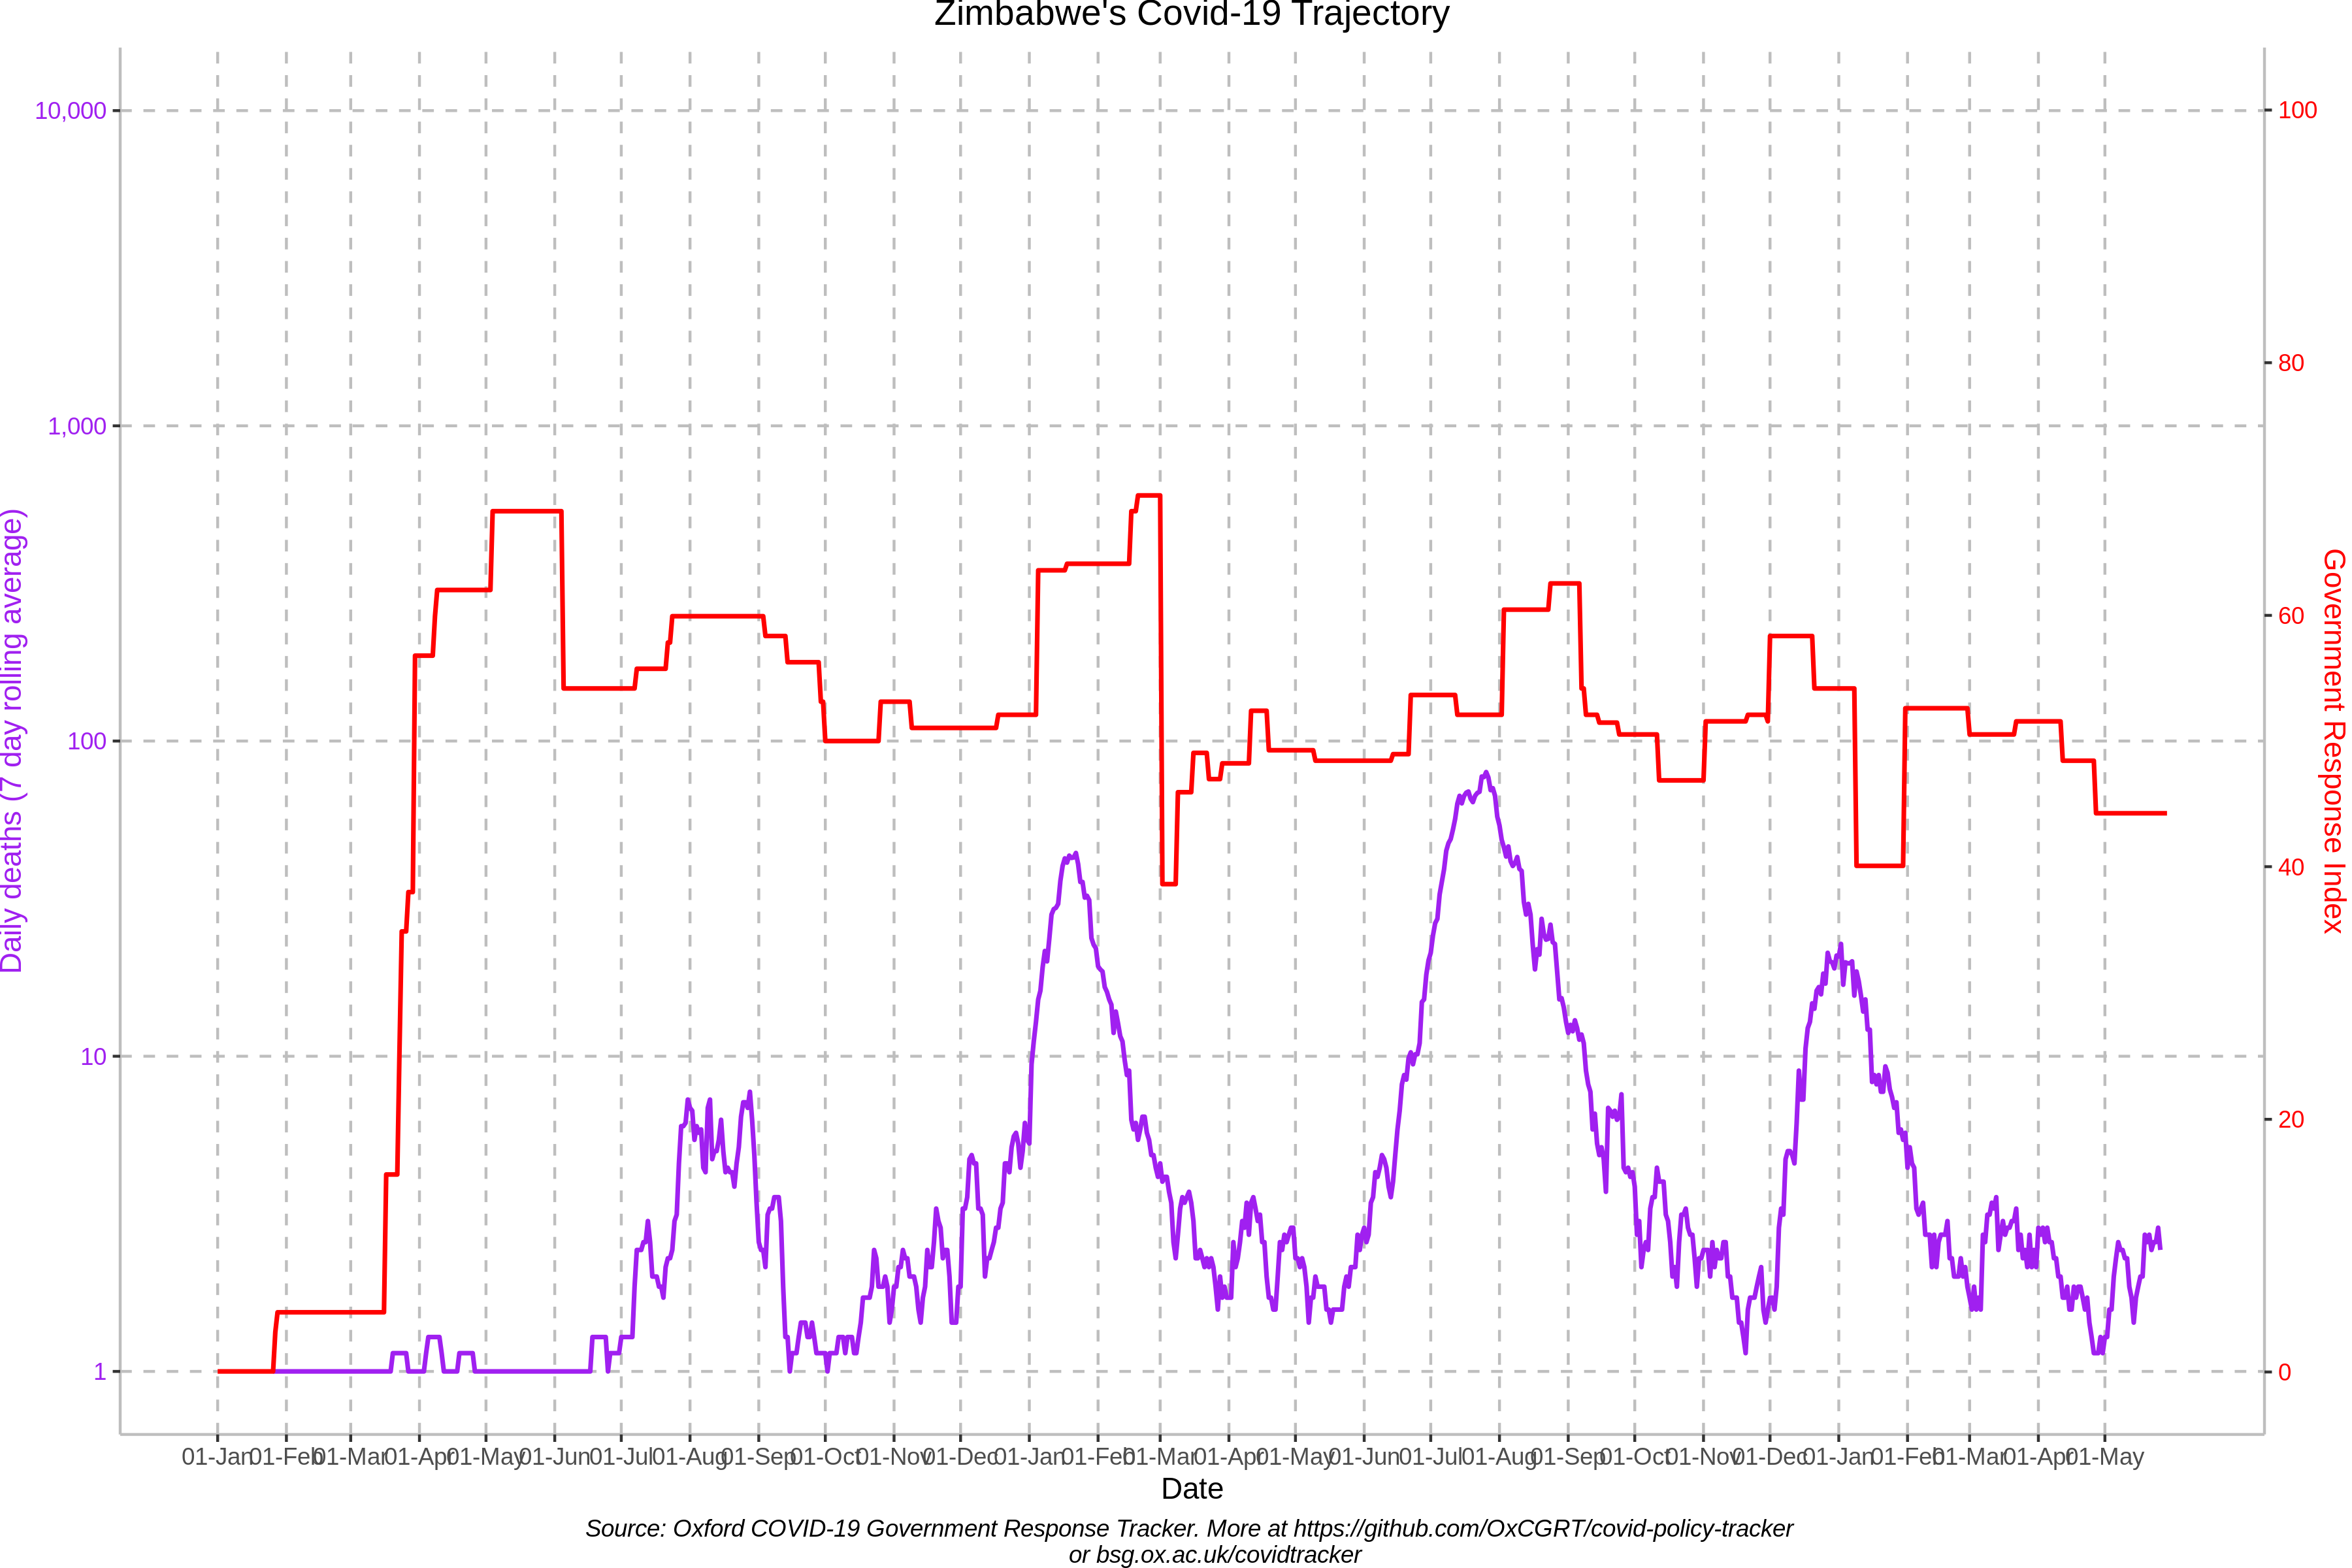 Zimbabwe's Covid-19 Trajectory
10,000
1,000
100
10
1
Daily deaths (7 day rolling average)
100
80
60
40
20
0
Government Response Index
01-Jan 01-Feb 01-Mar 01-Apr 01-May 01-Jun 01-Jul 01-Aug 01-Sep 01-Oct 01-Nov 01-Dec 01-Jan 01-Feb 01-Mar 01-Apr 01-May 01-Jun 01-Jul 01-Aug 01-Sep 01-Oct 01-Nov 01-Dec 01-Jan 01-Feb 01-Mar 01-Apr 01-May
Date
Source: Oxford COVID-19 Government Response Tracker. More at https://github.com/OxCGRT/covid-policy-tracker
or bsg.ox.ac.uk/covidtracker